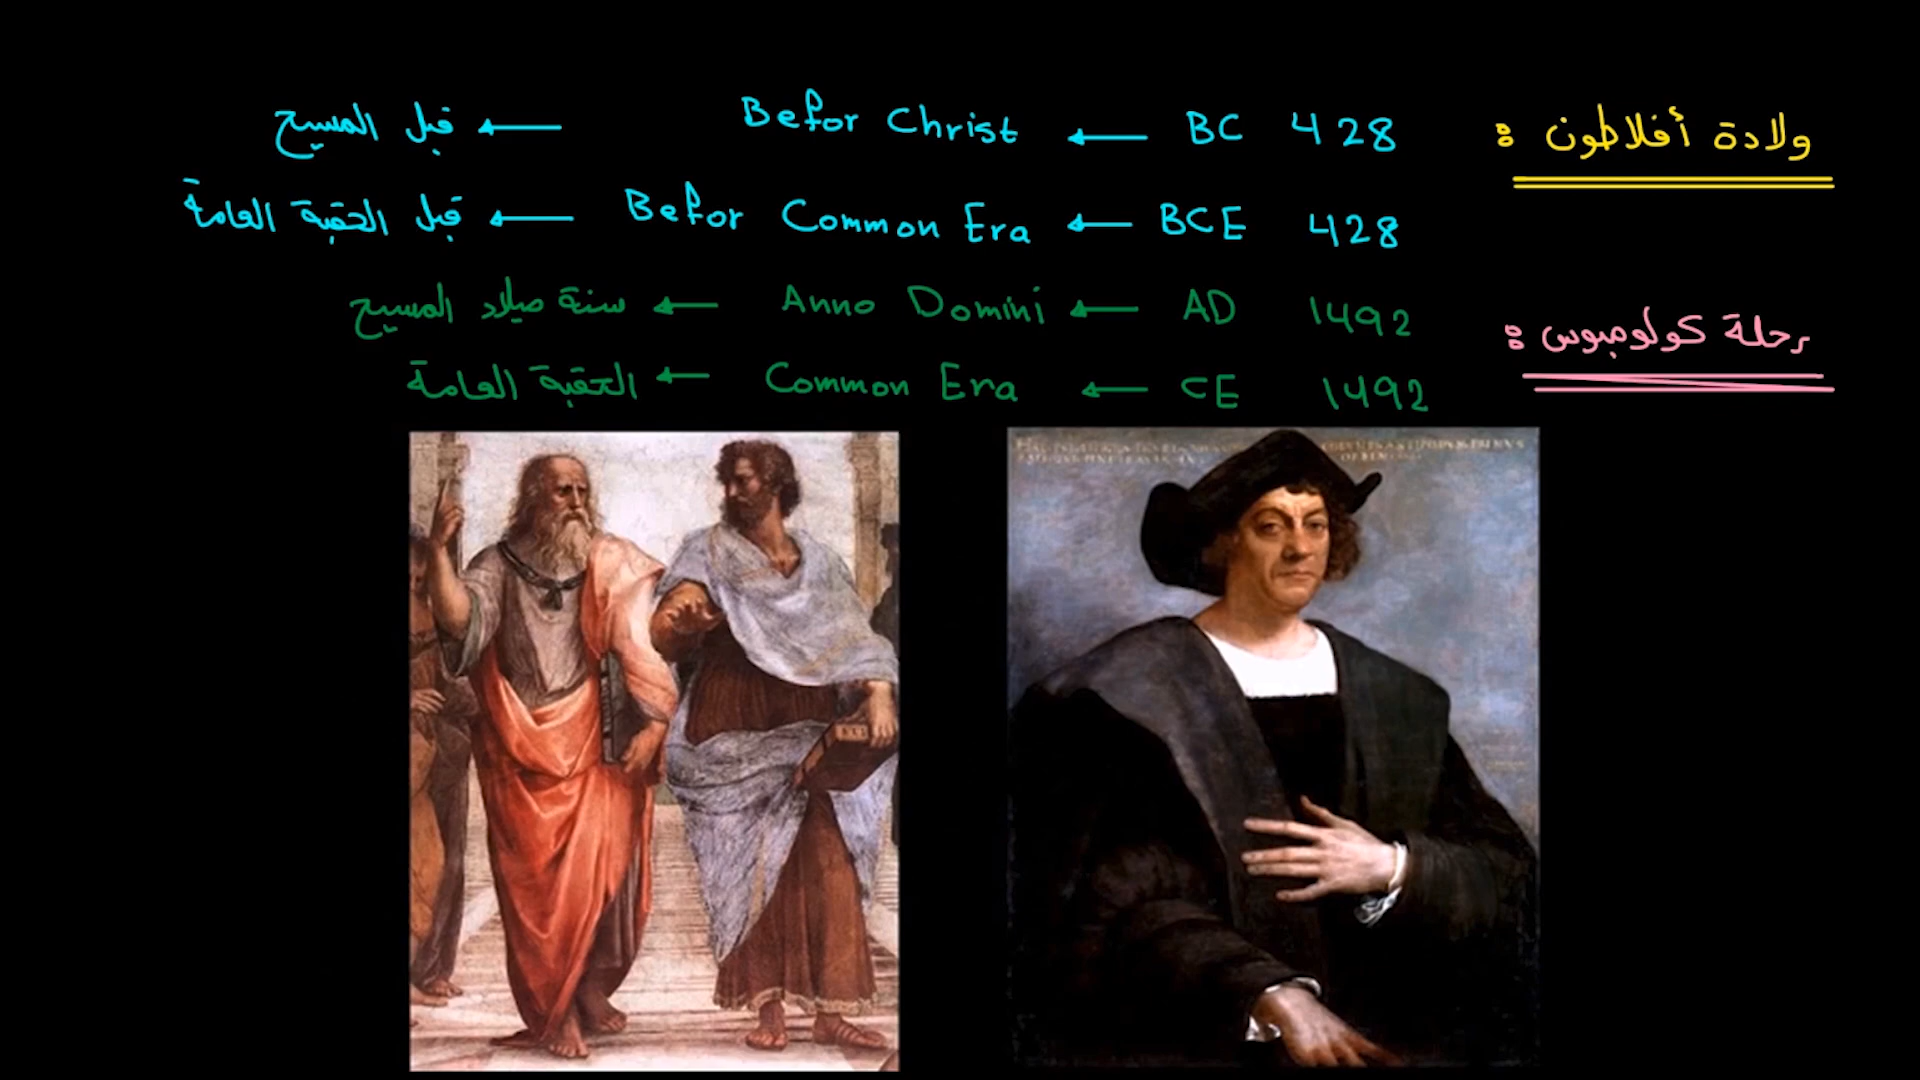 ولادة أفلاطون :
428 BC ← Befor Christ ← قبل المسيح
428 BCE ← Befor Common Era ← قبل الحقبة العامة
رحلة كولومبوس :
1492 AD ← Anno Domini ← سنة ميلاد المسيح
1492 CE ← Common Era ← الحقبة العامة